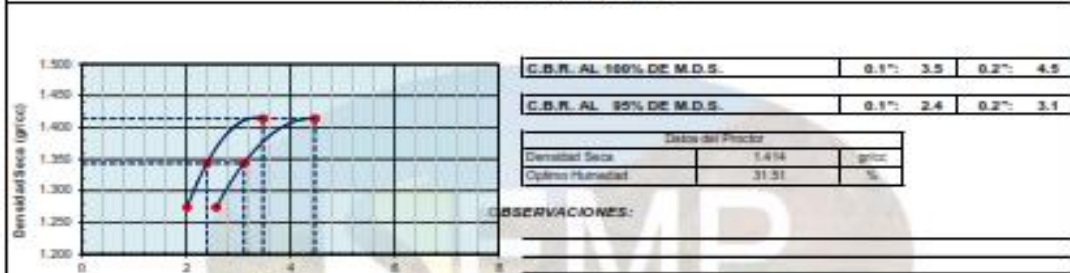 1.500
1.450
1.400
1.350
1.300
1.250
1.200
Densidad Seca (gr/cc)
0 2 4 6 8
C.B.R. AL 100% DE M.D.S. 0.1": 3.5 0.2": 4.5
C.B.R. AL 95% DE M.D.S. 0.1": 2.4 0.2": 3.1
Datos del Proctor
Densidad Seca 1.414 gr/cc
Optimo Humedad 31.51 %
OBSERVACIONES: